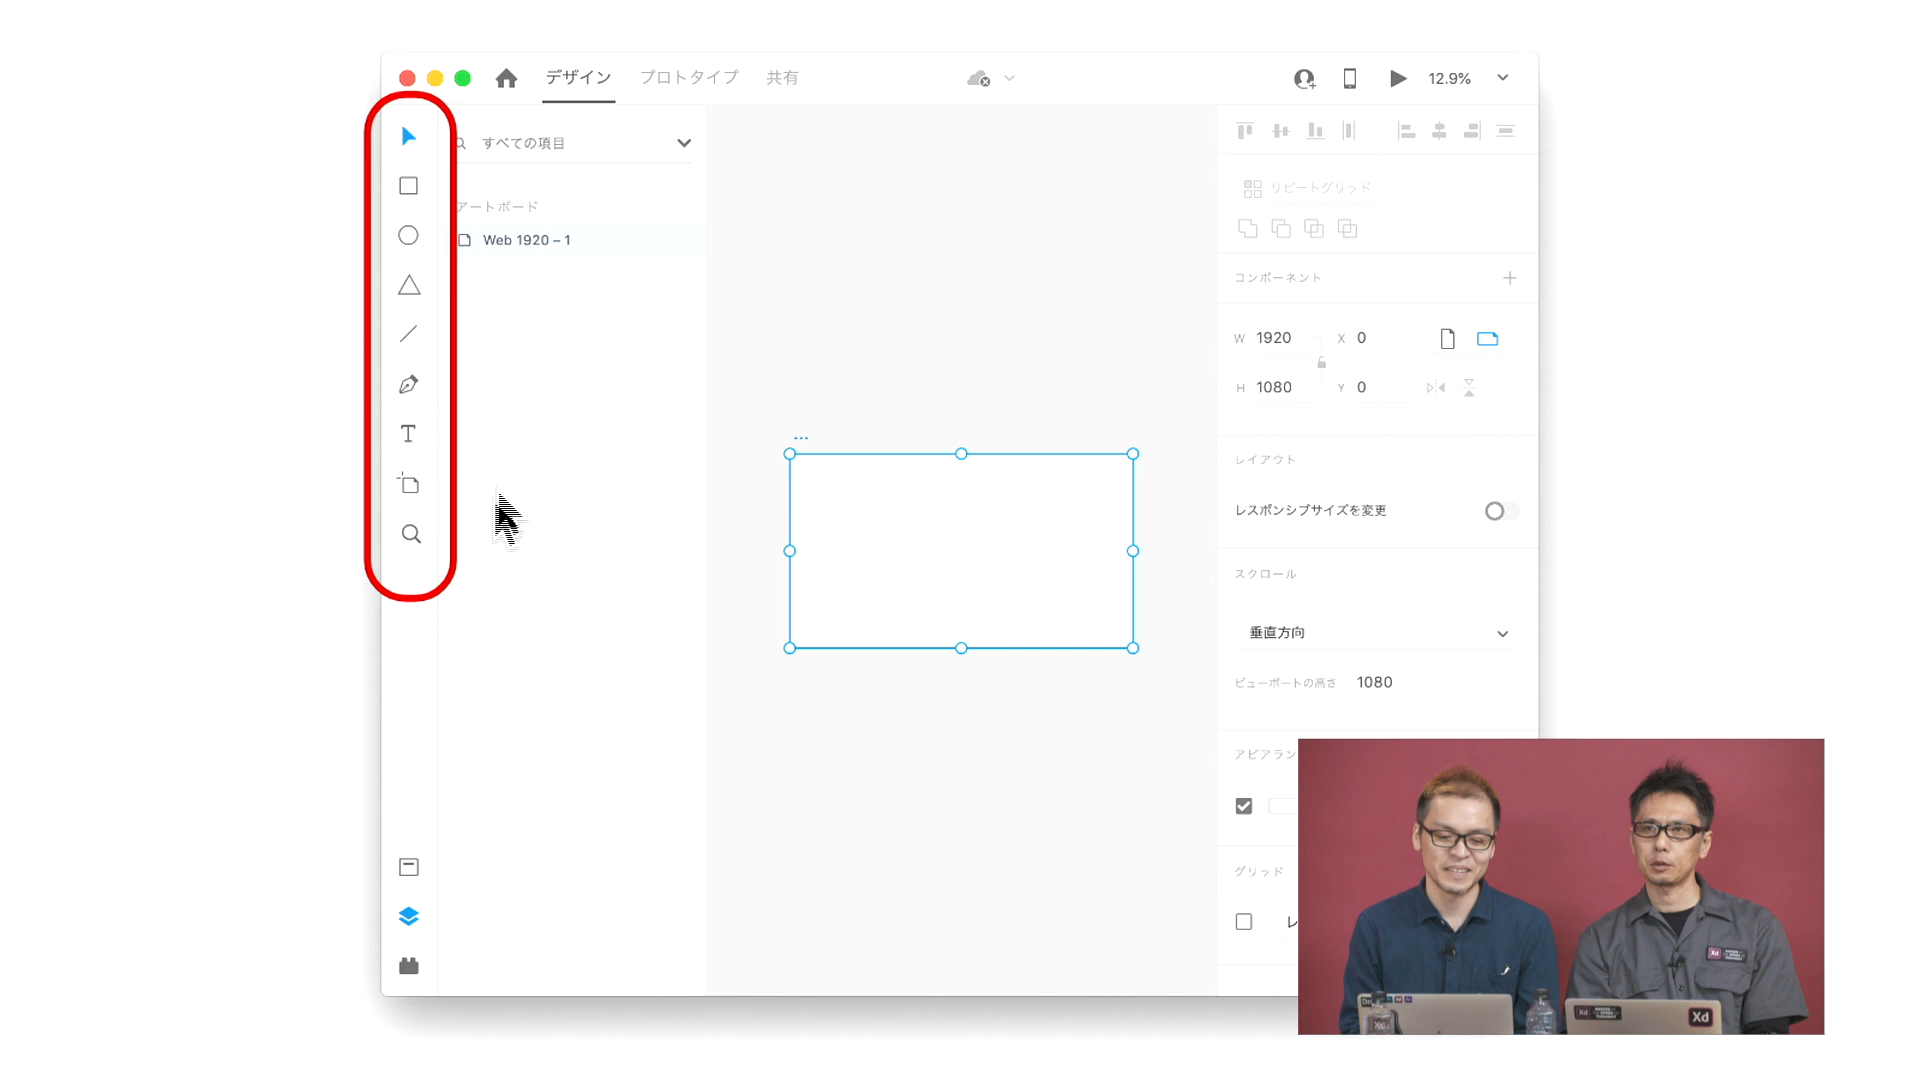 デザイン プロトタイプ 共有 12.9%
すべての項目
アートボード
Web 1920 – 1
リピートグリッド
コンポーネント
W 1920 X 0
H 1080 Y 0
レイアウト
レスポンシブサイズを変更
スクロール
垂直方向
ビューポートの高さ 1080
アピアラン
グリッド
レ
Xd
Xd
Xd